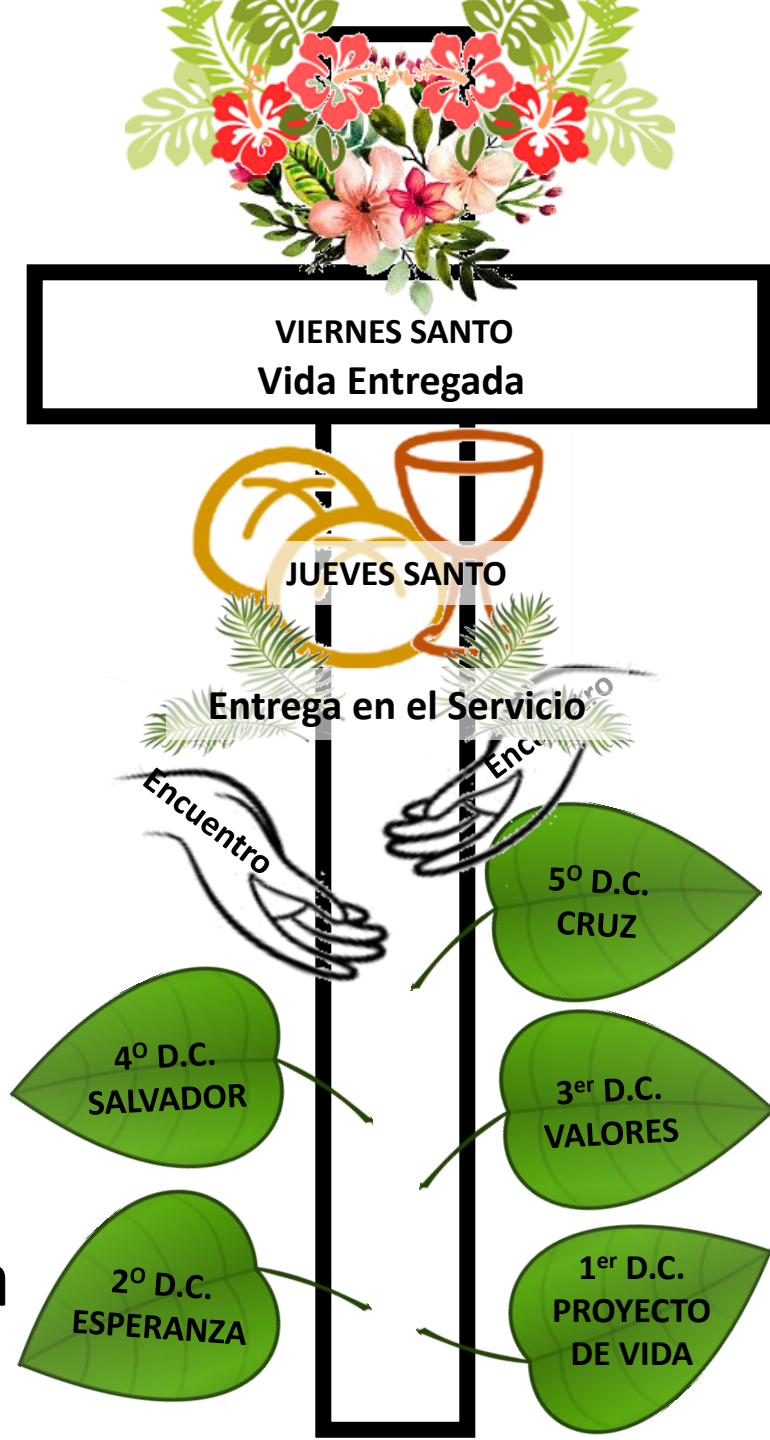 VIERNES SANTO
Vida Entregada
JUEVES SANTO
Entrega en el Servicio
Encuentro
5º D.C.
CRUZ
4º D.C.
SALVADOR
3er D.C.
VALORES
2º D.C.
ESPERANZA
1er D.C.
PROYECTO
DE VIDA